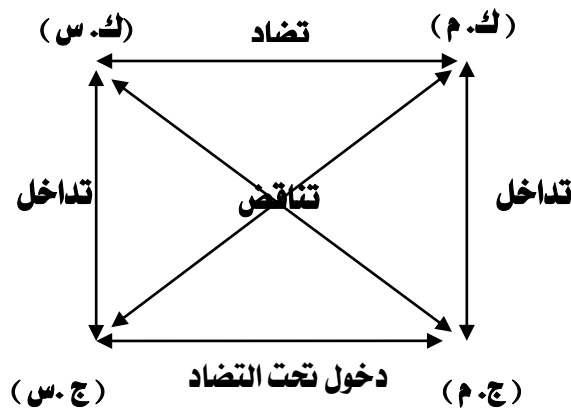 (ك. م) تضاد (ك. س)
تداخل تناقض تداخل
دخول تحت التضاد
(ج. م) (ج .س)